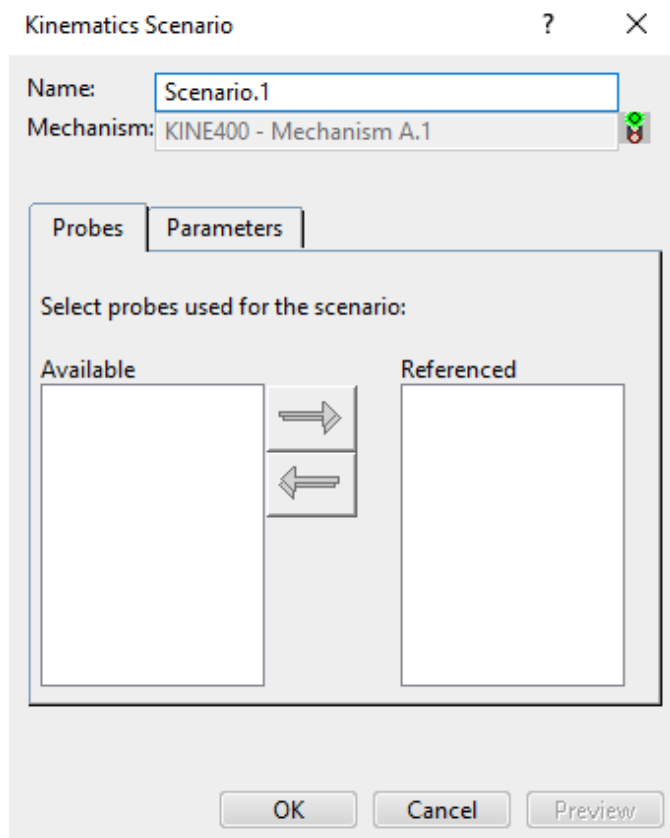 Kinematics Scenario ? ×
Name: Scenario.1
Mechanism: KINE400 - Mechanism A.1
Probes Parameters
Select probes used for the scenario:
Available Referenced
OK Cancel Preview